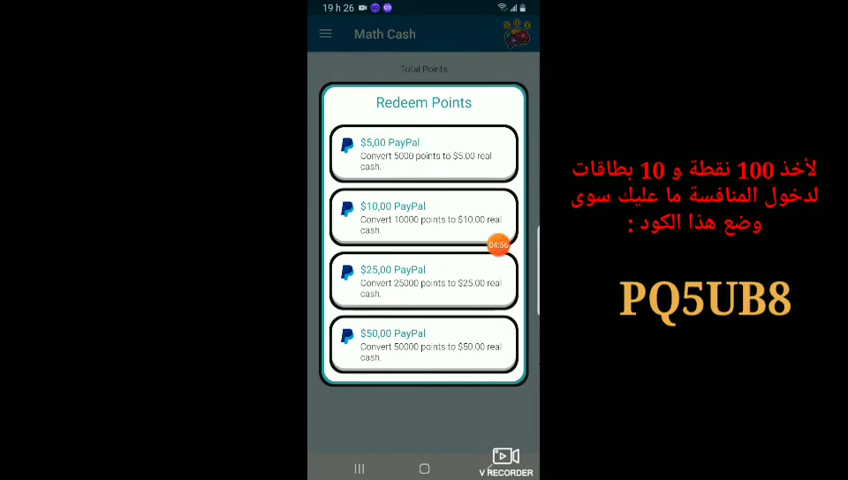 19 h 26
Math Cash
Total Points
Redeem Points
$5,00 PayPal
Convert 5000 points to $5.00 real
cash.
$10,00 PayPal
Convert 10000 points to $10.00 real
cash.
04:56
$25,00 PayPal
Convert 25000 points to $25.00 real
cash.
$50,00 PayPal
Convert 50000 points to $50.00 real
cash.
V RECORDER
لأخذ 100 نقطة و 10 بطاقات
لدخول المنافسة ما عليك سوى
وضع هذا الكود :
PQ5UB8